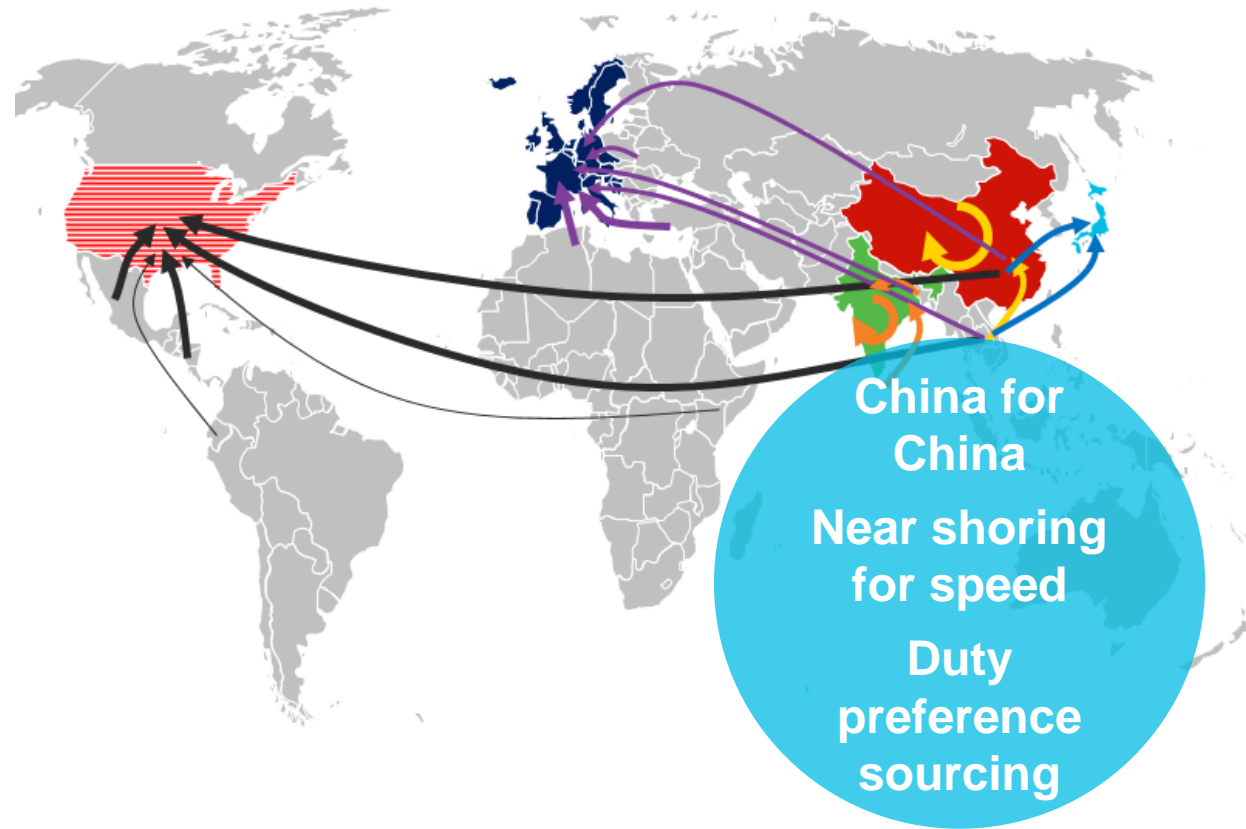 China for
China
Near shoring
for speed
Duty
preference
sourcing